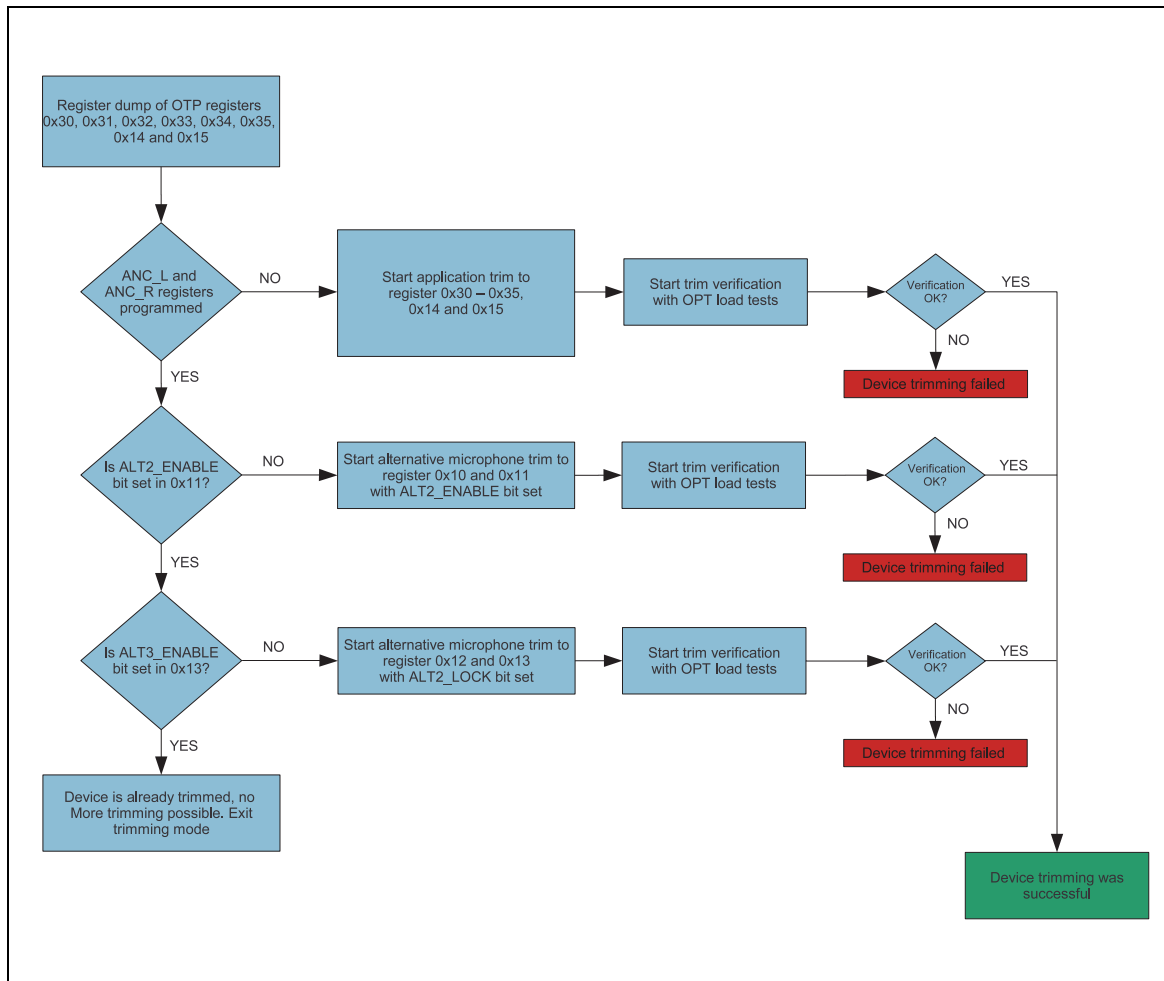 Register dump of OTP registers
0x30, 0x31, 0x32, 0x33, 0x34, 0x35,
0x14 and 0x15
ANC_L and
ANC_R registers
programmed
NO
Start application trim to
register 0x30 – 0x35,
0x14 and 0x15
Start trim verification
with OPT load tests
Verification
OK?
YES
NO
Device trimming failed
YES
Is ALT2_ENABLE
bit set in 0x11?
NO
Start alternative microphone trim to
register 0x10 and 0x11
with ALT2_ENABLE bit set
Start trim verification
with OPT load tests
Verification
OK?
YES
NO
Device trimming failed
YES
Is ALT3_ENABLE
bit set in 0x13?
NO
Start alternative microphone trim to
register 0x12 and 0x13
with ALT2_LOCK bit set
Start trim verification
with OPT load tests
Verification
OK?
YES
NO
Device trimming failed
YES
Device is already trimmed, no
More trimming possible. Exit
trimming mode
Device trimming was
successful